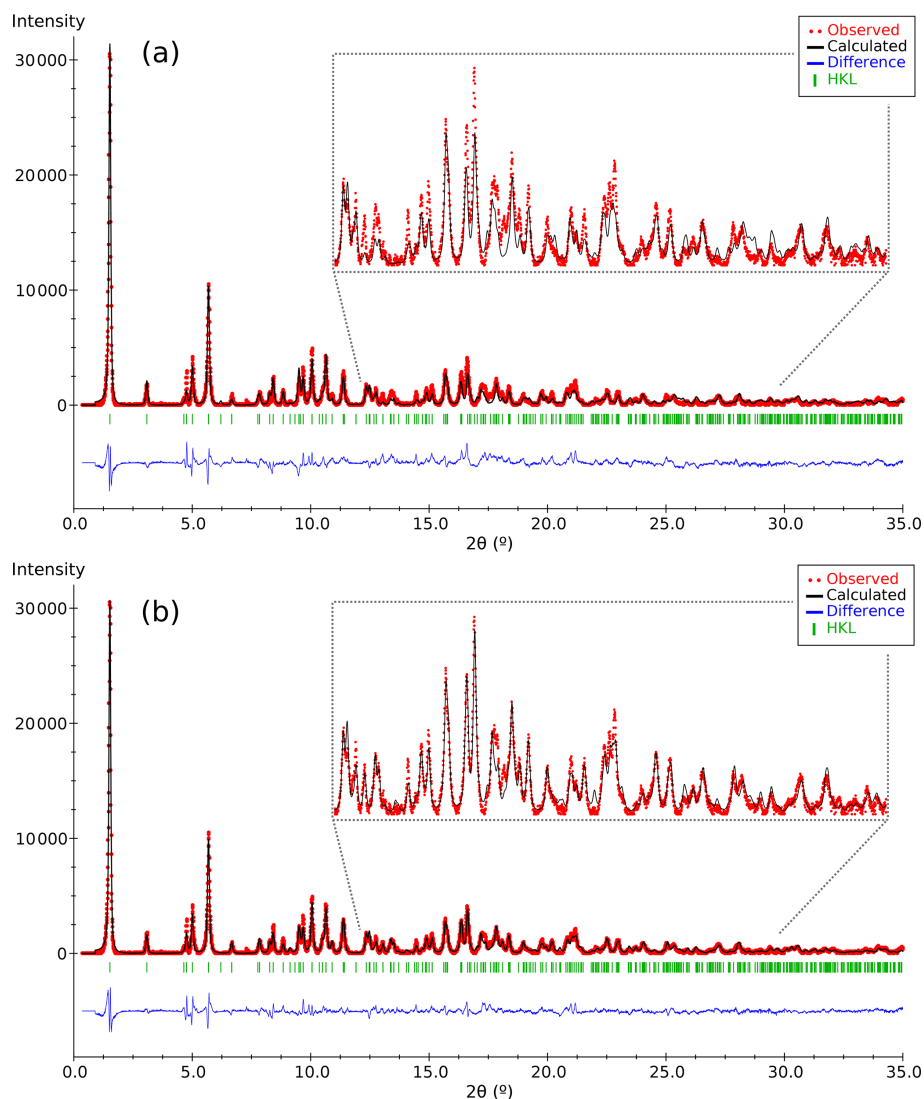 Intensity
(a)
Observed
Calculated
Difference
HKL
30000
20000
10000
0
0.0 5.0 10.0 15.0 20.0 25.0 30.0 35.0
2θ (º)
Intensity
(b)
Observed
Calculated
Difference
HKL
30000
20000
10000
0
0.0 5.0 10.0 15.0 20.0 25.0 30.0 35.0
2θ (º)